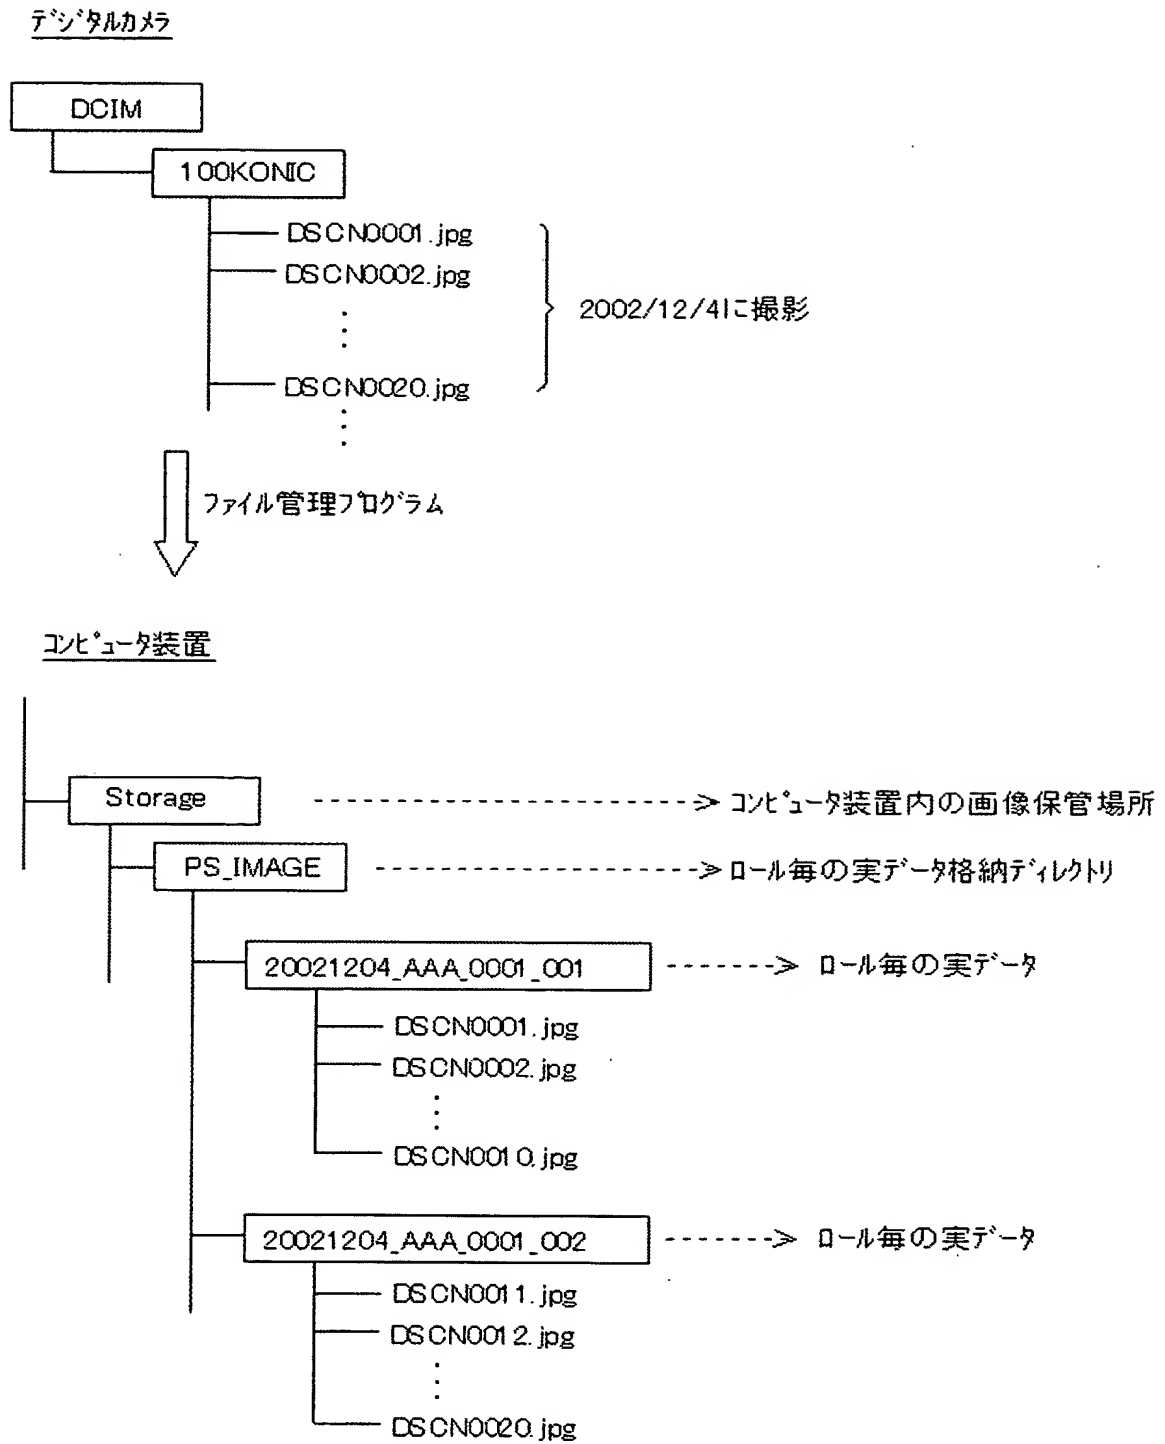 デジタルカメラ
DCIM
100KONIC
DSCN0001.jpg
DSCN0002.jpg
2002/12/4に撮影
DSCN0020.jpg
ファイル管理プログラム
コンピュータ装置
Storage
コンピュータ装置内の画像保管場所
PS_IMAGE
ロール毎の実データ格納ディレクトリ
20021204_AAA_0001_001
ロール毎の実データ
DSCN0001.jpg
DSCN0002.jpg
DSCN0010.jpg
20021204_AAA_0001_002
ロール毎の実データ
DSCN0011.jpg
DSCN0012.jpg
DSCN0020.jpg